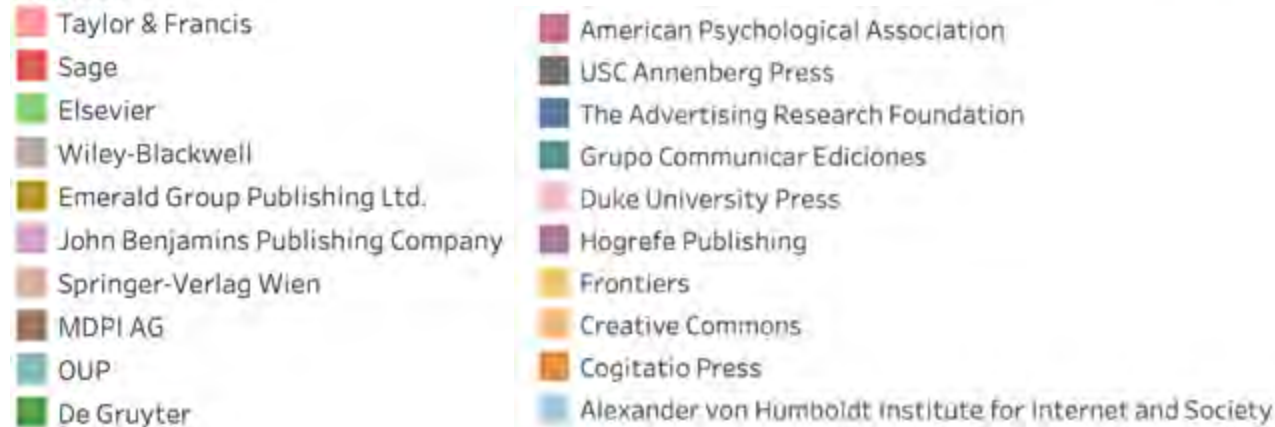 Taylor & Francis
Sage
Elsevier
Wiley-Blackwell
Emerald Group Publishing Ltd.
John Benjamins Publishing Company
Springer-Verlag Wien
MDPI AG
OUP
De Gruyter
American Psychological Association
USC Annenberg Press
The Advertising Research Foundation
Grupo Communicar Ediciones
Duke University Press
Hogrefe Publishing
Frontiers
Creative Commons
Cogitatio Press
Alexander von Humboldt Institute for Internet and Society